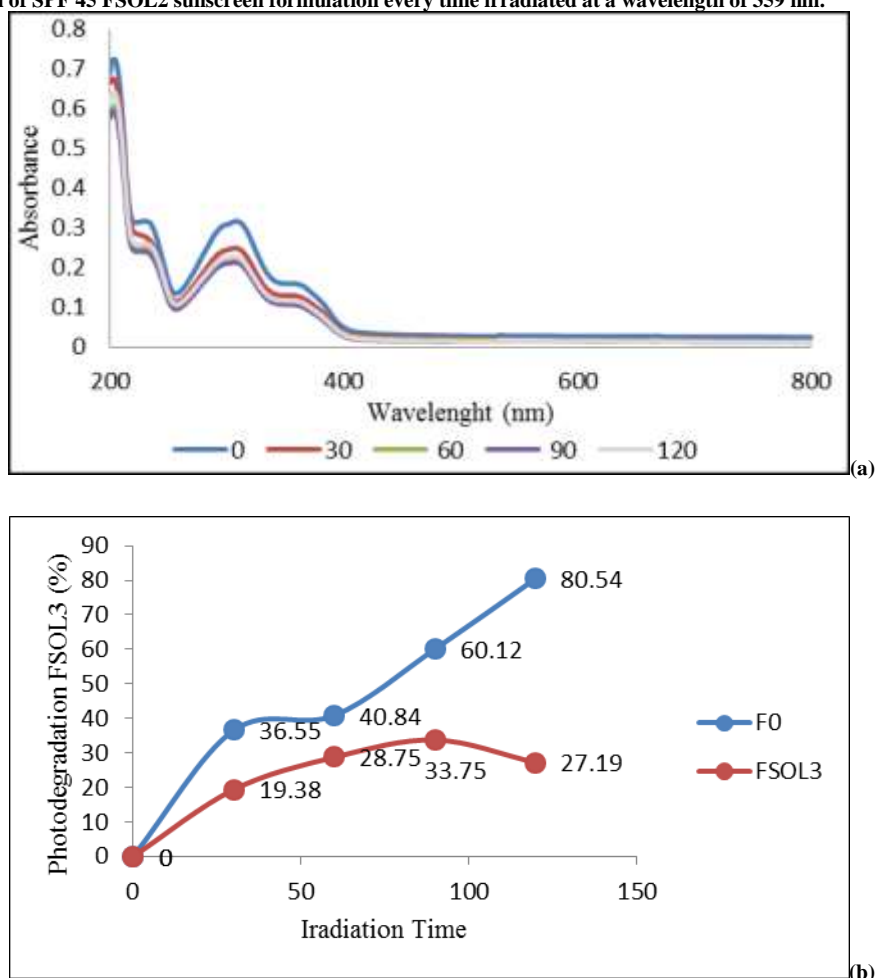 of SPF 45 FSOL2 sunscreen formulation every time irradiated at a wavelength of 359 nm.
0.8
0.7
0.6
0.5
0.4
0.3
0.2
0.1
0
Absorbance
200 400 600 800
Wavelenght (nm)
0 30 60 90 120
(a)
90
80
70
60
50
40
30
20
10
0
Photodegradation FSOL3 (%)
80.54
60.12
36.55
40.84
28.75
33.75
27.19
19.38
0
F0
FSOL3
0 50 100 150
Iradiation Time
(b)